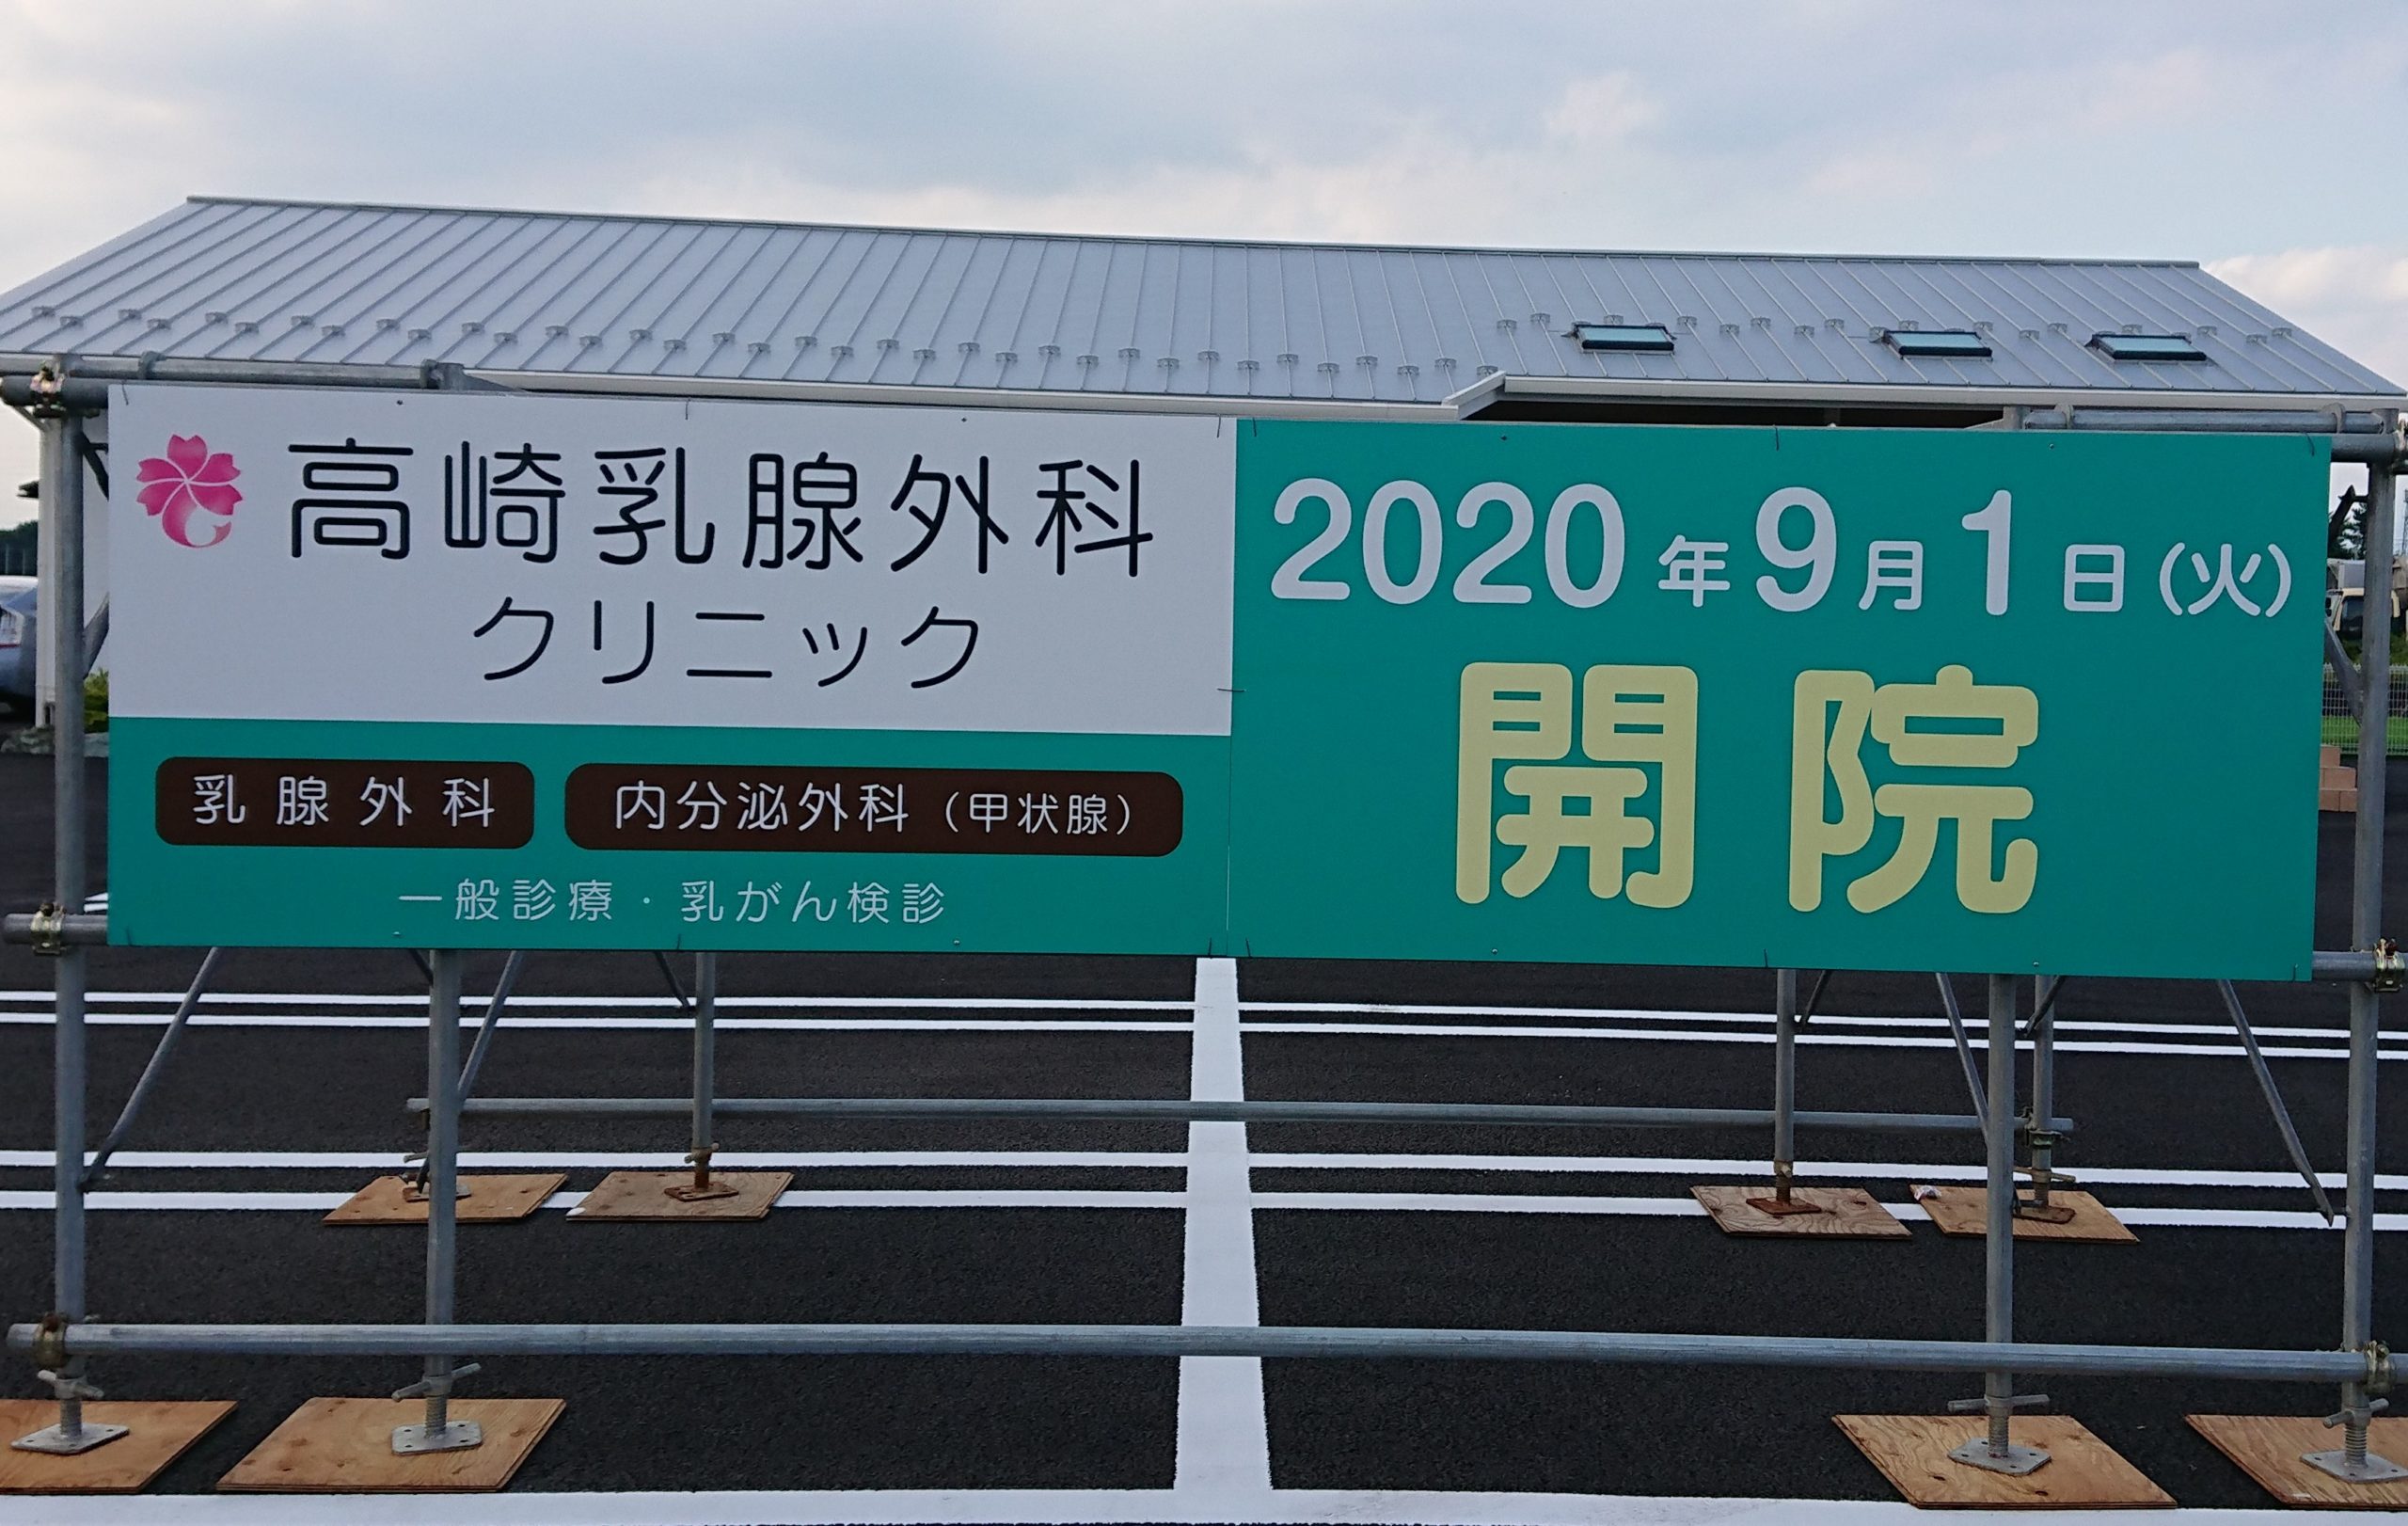 高崎乳腺外科
クリニック
乳腺外科
内分泌外科（甲状腺）
一般診療・乳がん検診
2020年9月1日（火）
開院